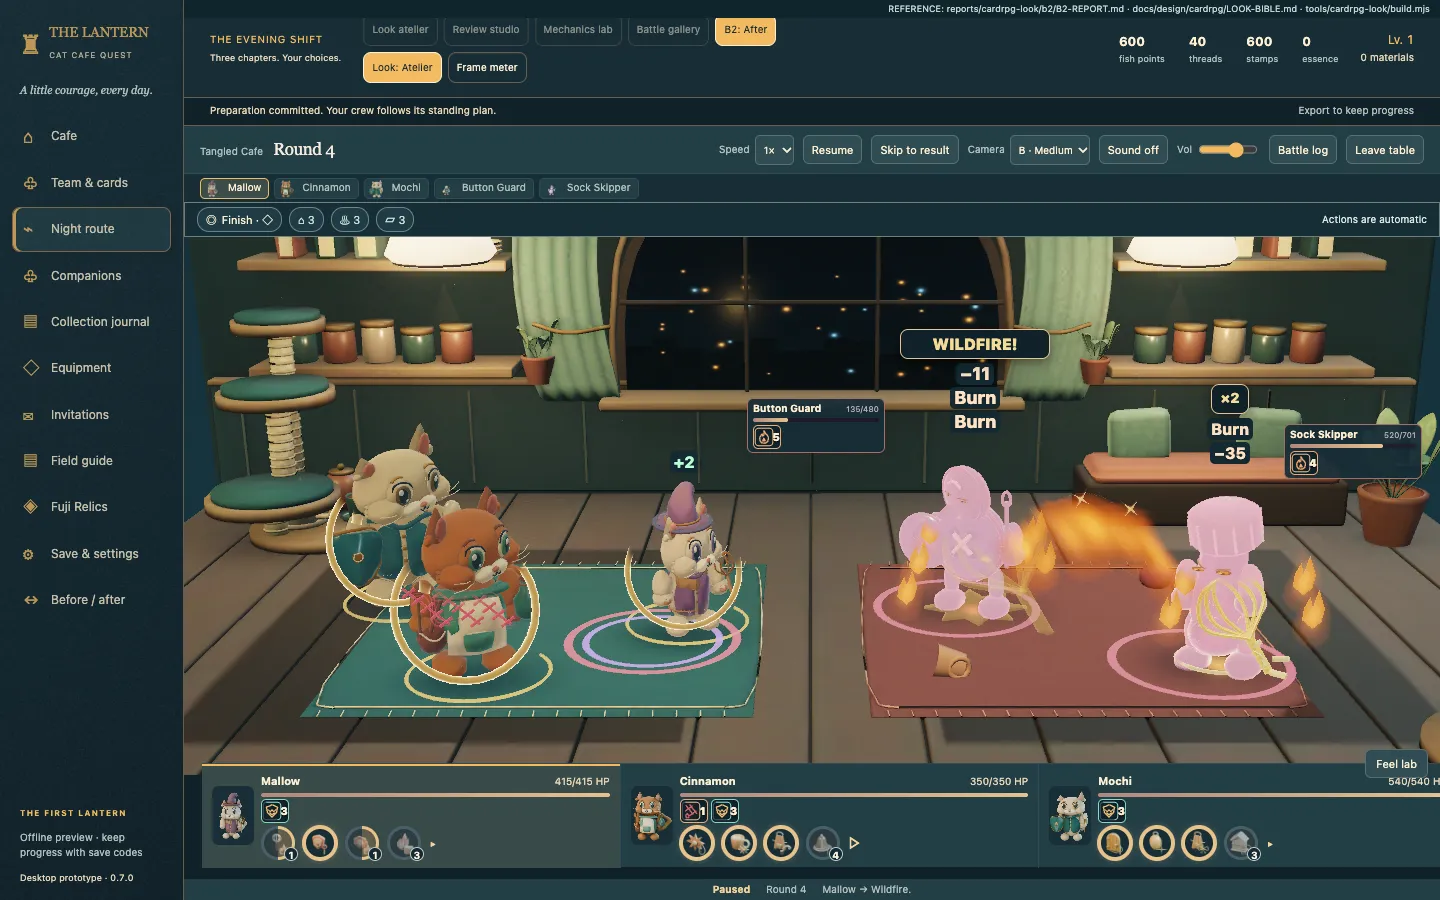 REFERENCE: reports/cardrpg-look/b2/B2-REPORT.md · docs/design/cardrpg/LOOK-BIBLE.md · tools/cardrpg-look/build.mjs
THE LANTERN
CAT CAFE QUEST
A little courage, every day.
Cafe
Team & cards
Night route
Companions
Collection journal
Equipment
Invitations
Field guide
Fuji Relics
Save & settings
Before / after
THE FIRST LANTERN
Offline preview · keep
progress with save codes
Desktop prototype · 0.7.0
THE EVENING SHIFT
Three chapters. Your choices.
Look atelier
Review studio
Mechanics lab
Battle gallery
B2: After
Look: Atelier
Frame meter
600 fish points
40 threads
600 stamps
0 essence
Lv. 1
0 materials
Preparation committed. Your crew follows its standing plan.
Export to keep progress
Tangled Cafe Round 4
Speed 1x
Resume
Skip to result
Camera B · Medium
Sound off
Vol
Battle log
Leave table
Mallow
Cinnamon
Mochi
Button Guard
Sock Skipper
Finish ·
3
3
3
Actions are automatic
WILDFIRE!
−11
Burn
Burn
Button Guard 135/480
5
×2
Burn
−35
Sock Skipper 520/701
4
+2
Feel lab
Mallow 415/415 HP
3
1
1
3
Cinnamon 350/350 HP
1
3
4
Mochi 540/540 H
3
3
Paused Round 4 Mallow → Wildfire.